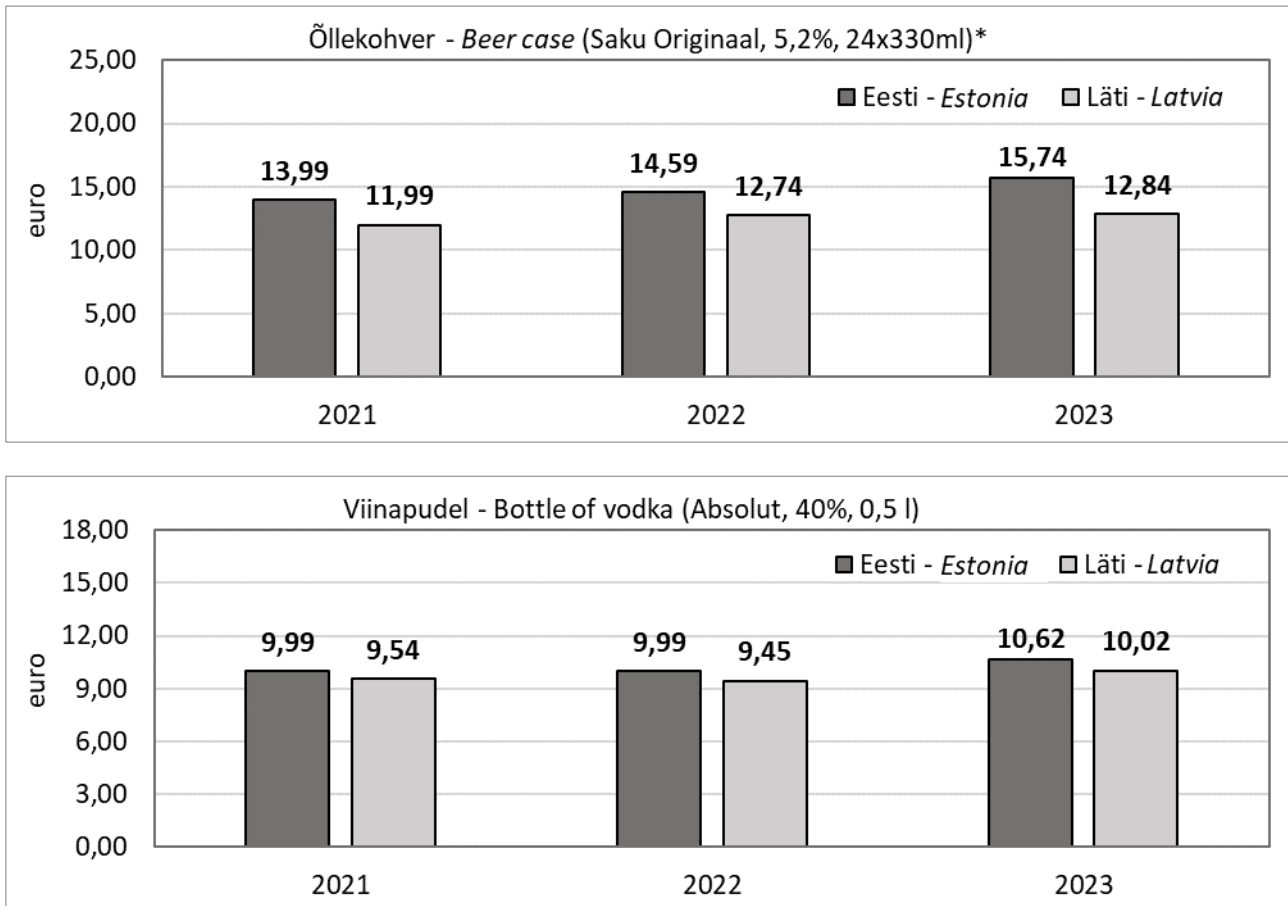 Õllekohver - Beer case (Saku Originaal, 5,2%, 24x330ml)*
25,00
20,00
15,00
10,00
5,00
0,00
euro
Eesti - Estonia Läti - Latvia
13,99 11,99 14,59 12,74 15,74 12,84
2021 2022 2023
Viinapudel - Bottle of vodka (Absolut, 40%, 0,5 l)
18,00
15,00
12,00
9,00
6,00
3,00
0,00
euro
Eesti - Estonia Läti - Latvia
9,99 9,54 9,99 9,45 10,62 10,02
2021 2022 2023